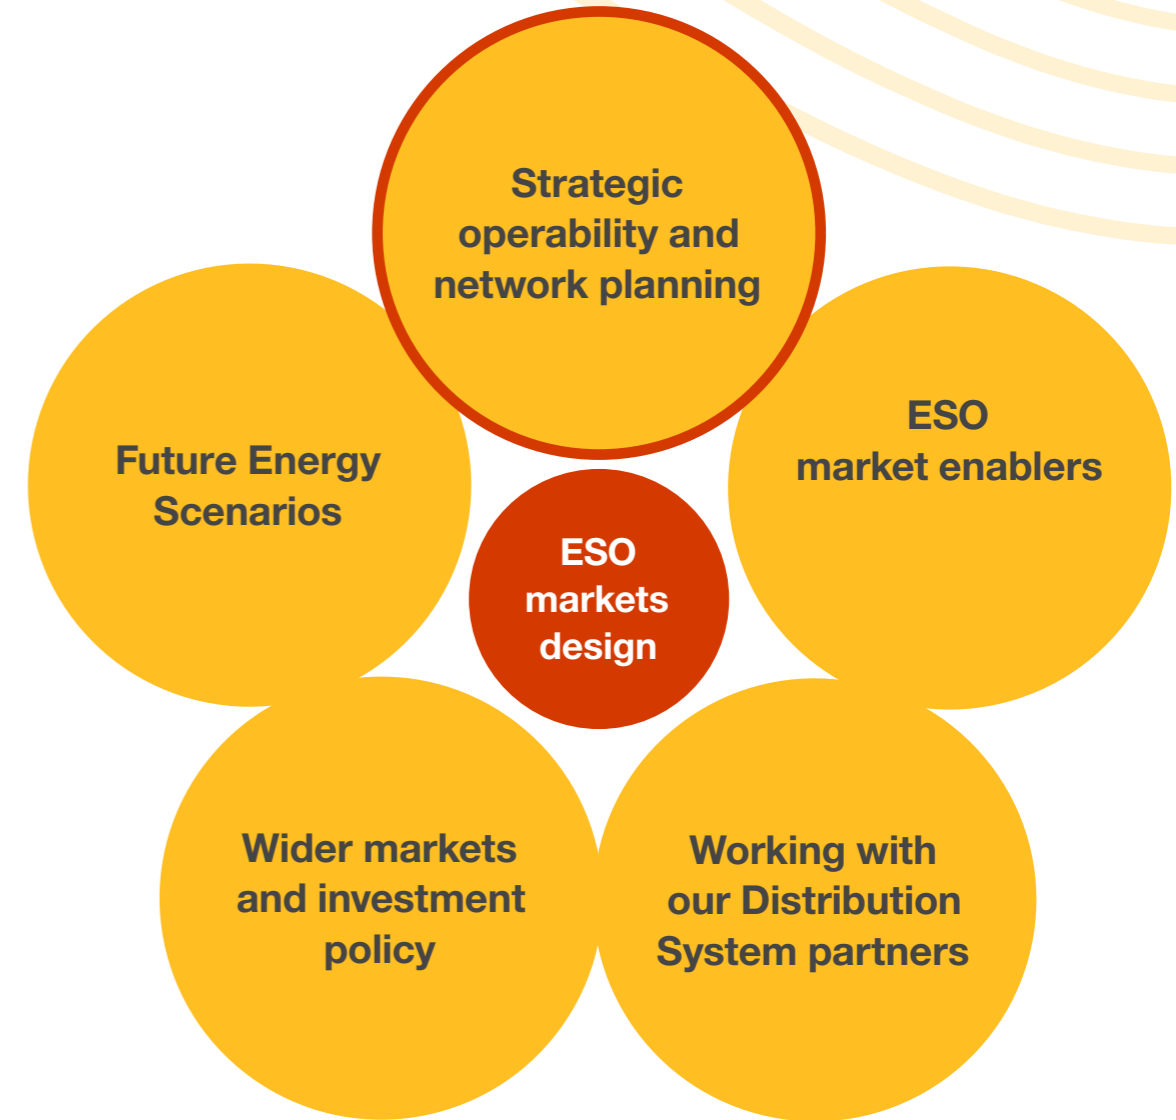 Strategic
operability and
network planning
ESO
market enablers
Future Energy
Scenarios
ESO
markets
design
Wider markets
and investment
policy
Working with
our Distribution
System partners